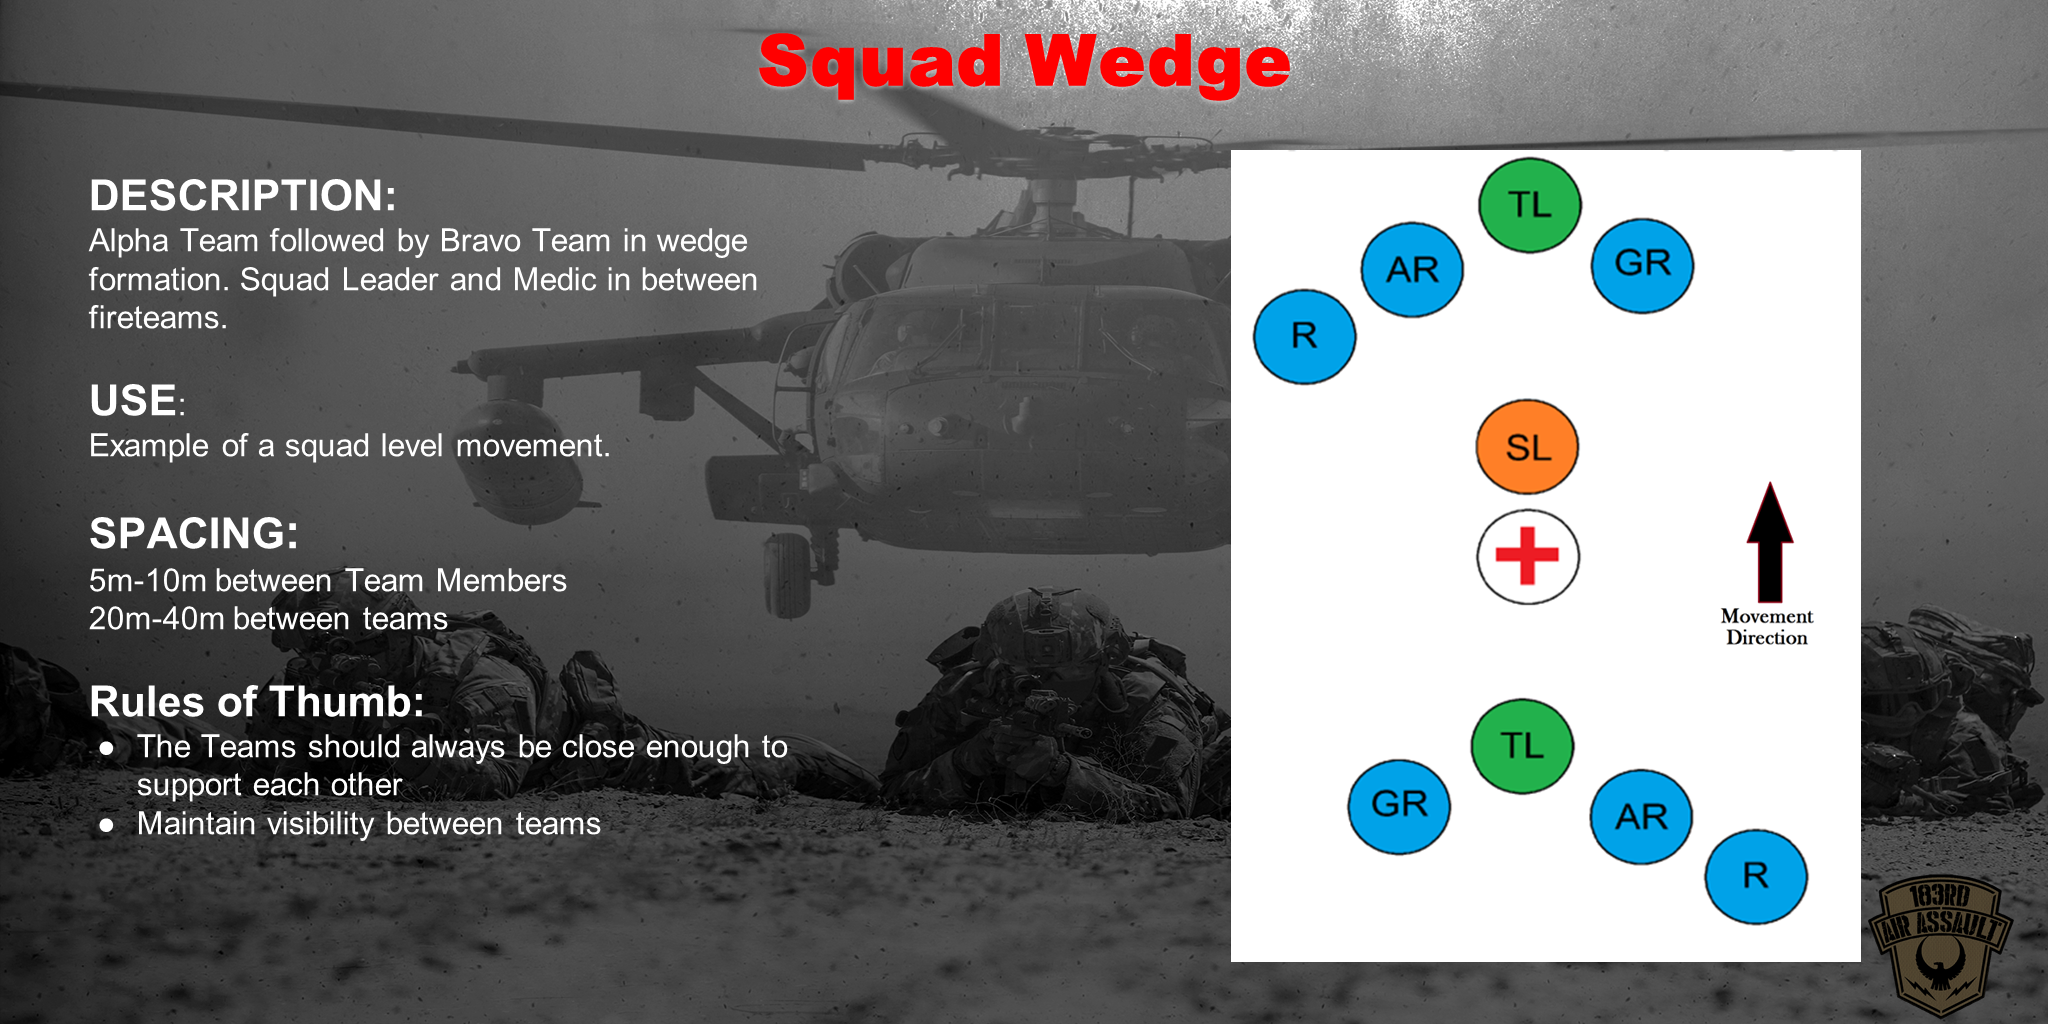 Squad Wedge
DESCRIPTION:
Alpha Team followed by Bravo Team in wedge
formation. Squad Leader and Medic in between
fireteams.
USE:
Example of a squad level movement.
SPACING:
5m-10m between Team Members
20m-40m between teams
Rules of Thumb:
● The Teams should always be close enough to
support each other
● Maintain visibility between teams
TL
AR
GR
R
SL
Movement
Direction
TL
GR
AR
R
183RD
AIR ASSAULT